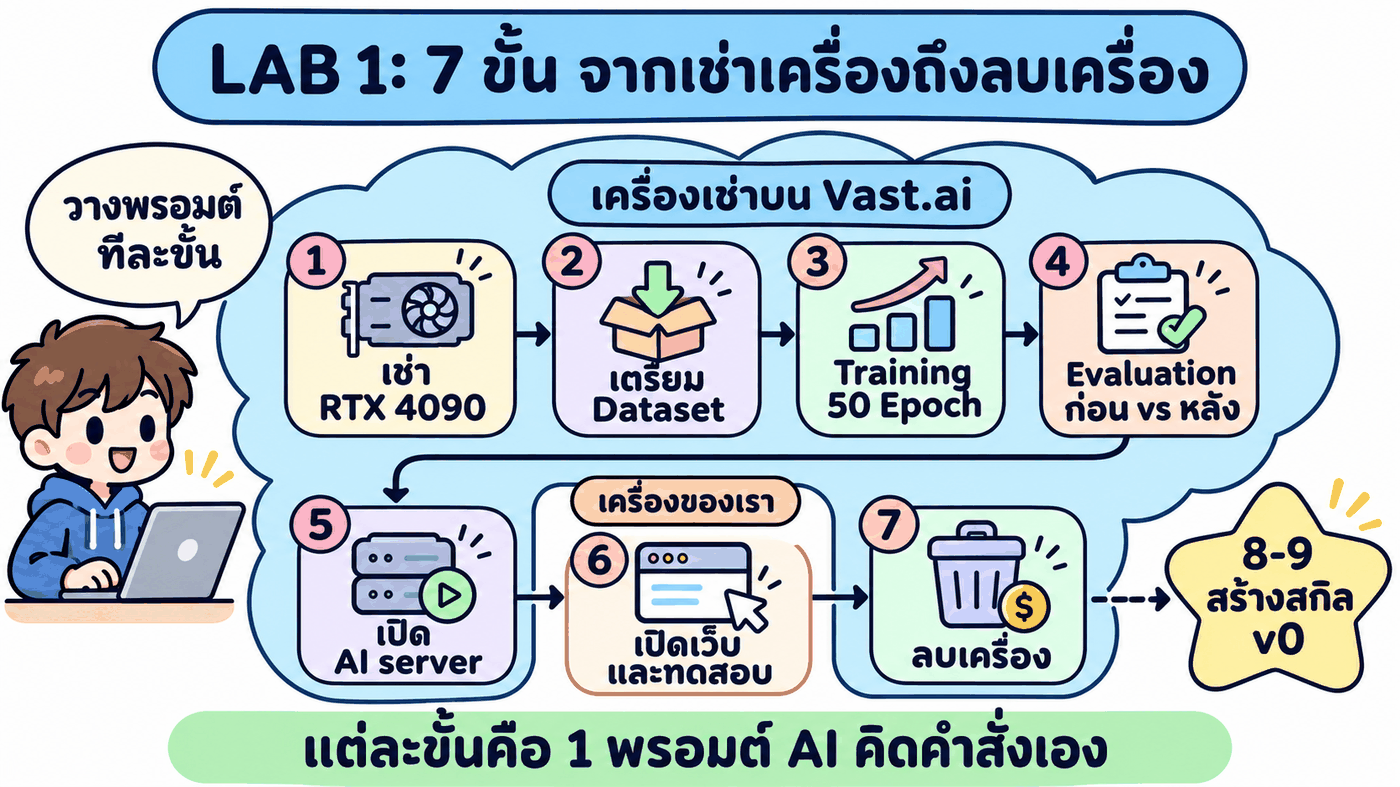 LAB 1: 7 ขั้น จากเช่าเครื่องถึงลบเครื่อง
วางพรอมต์
ทีละขั้น
เครื่องเช่าบน Vast.ai
1
เช่า
RTX 4090
2
เตรียม
Dataset
3
Training
50 Epoch
4
Evaluation
ก่อน vs หลัง
5
เปิด
AI server
เครื่องของเรา
6
เปิดเว็บ
และทดสอบ
7
$
ลบเครื่อง
8-9
สร้างสกิล
v0
แต่ละขั้นคือ 1 พรอมต์ AI คิดคำสั่งเอง